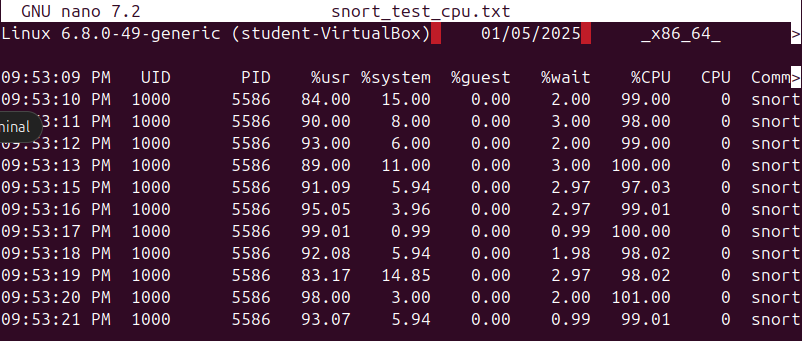 GNU nano 7.2 snort_test_cpu.txt
Linux 6.8.0-49-generic (student-VirtualBox) 01/05/2025 _x86_64_ >
09:53:09 PM UID PID %usr %system %guest %wait %CPU CPU Comm>
09:53:10 PM 1000 5586 84.00 15.00 0.00 2.00 99.00 0 snort
minal :53:11 PM 1000 5586 90.00 8.00 0.00 3.00 98.00 0 snort
:53:12 PM 1000 5586 93.00 6.00 0.00 2.00 99.00 0 snort
09:53:13 PM 1000 5586 89.00 11.00 0.00 3.00 100.00 0 snort
09:53:15 PM 1000 5586 91.09 5.94 0.00 2.97 97.03 0 snort
09:53:16 PM 1000 5586 95.05 3.96 0.00 2.97 99.01 0 snort
09:53:17 PM 1000 5586 99.01 0.99 0.00 0.99 100.00 0 snort
09:53:18 PM 1000 5586 92.08 5.94 0.00 1.98 98.02 0 snort
09:53:19 PM 1000 5586 83.17 14.85 0.00 2.97 98.02 0 snort
09:53:20 PM 1000 5586 98.00 3.00 0.00 2.00 101.00 0 snort
09:53:21 PM 1000 5586 93.07 5.94 0.00 0.99 99.01 0 snort